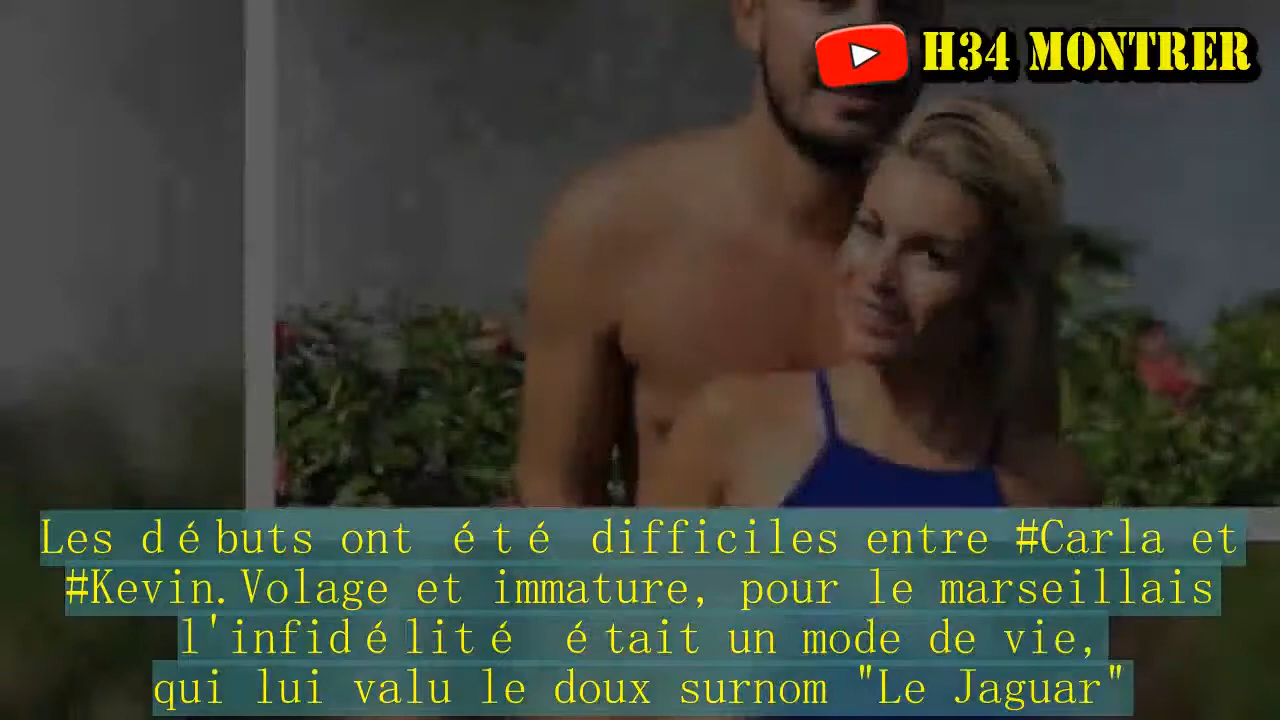 H34 MONTRER
Les débuts ont été difficiles entre #Carla et
#Kevin.Volage et immature, pour le marseillais
l'infidélité était un mode de vie,
qui lui valu le doux surnom "Le Jaguar"